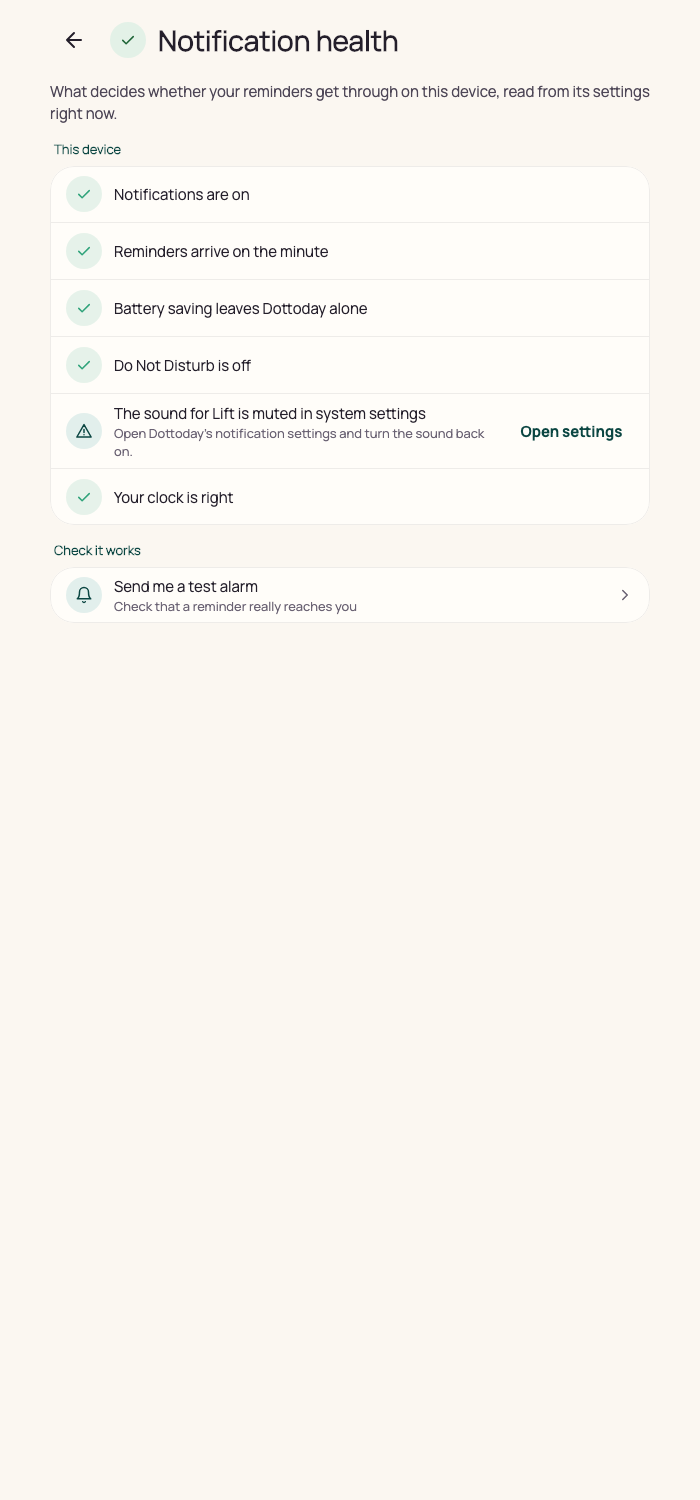 Notification health
What decides whether your reminders get through on this device, read from its settings
right now.
This device
Notifications are on
Reminders arrive on the minute
Battery saving leaves Dottoday alone
Do Not Disturb is off
The sound for Lift is muted in system settings
Open Dottoday's notification settings and turn the sound back
on.
Open settings
Your clock is right
Check it works
Send me a test alarm
Check that a reminder really reaches you